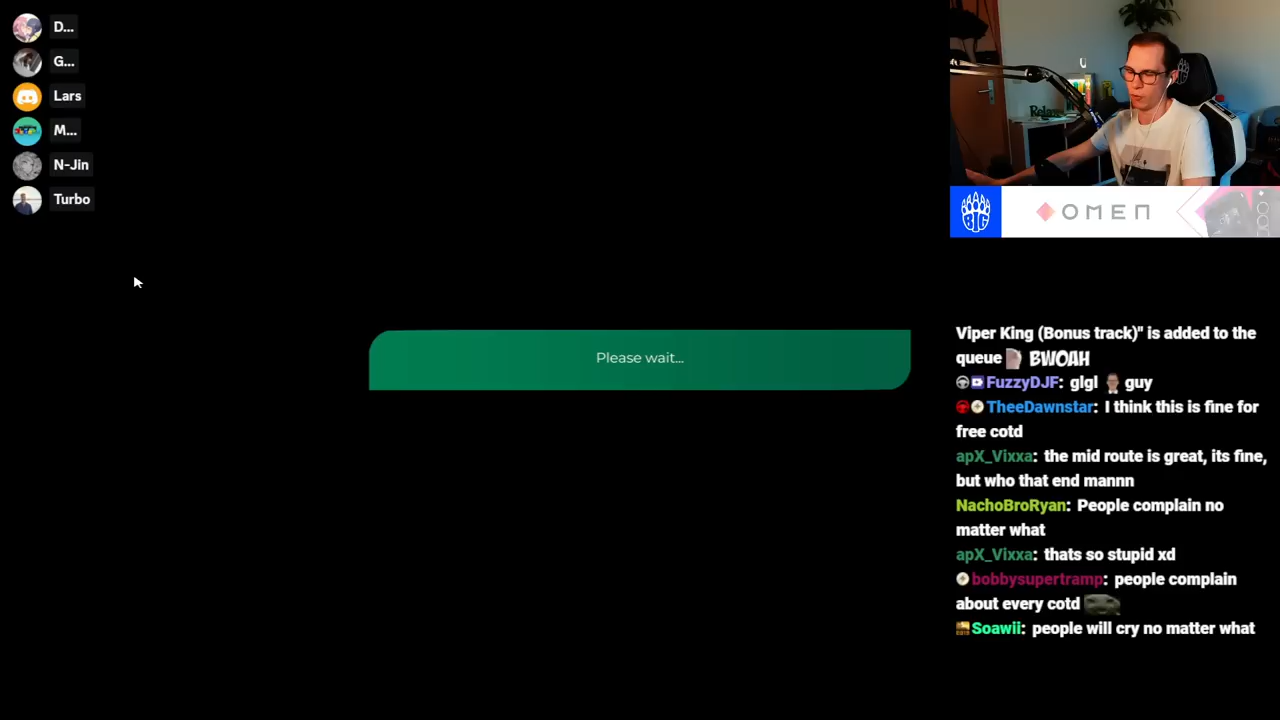 D...
G...
Lars
M...
N-Jin
Turbo
Please wait...
Relax
BIG
OMEN
Viper King (Bonus track)" is added to the
queue BWOAH
FuzzyDJF: glgl guy
TheeDawnstar: I think this is fine for
free cotd
apX_Vixxa: the mid route is great, its fine,
but who that end mannn
NachoBroRyan: People complain no
matter what
apX_Vixxa: thats so stupid xd
bobbysupertramp: people complain
about every cotd
Soawii: people will cry no matter what